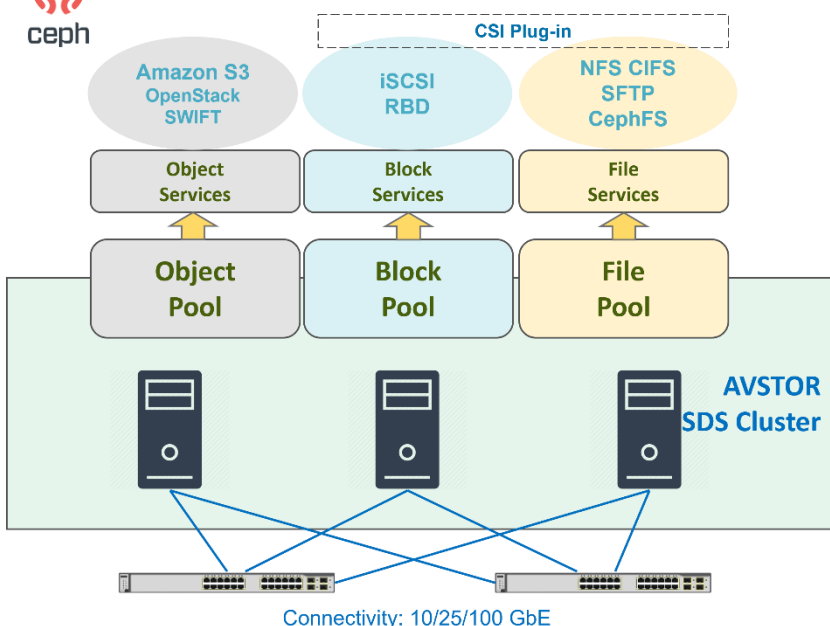 ceph
CSI Plug-in
Amazon S3
OpenStack
SWIFT
iSCSI
RBD
NFS CIFS
SFTP
CephFS
Object
Services
Block
Services
File
Services
Object
Pool
Block
Pool
File
Pool
AVSTOR
SDS Cluster
Connectivity: 10/25/100 GbE